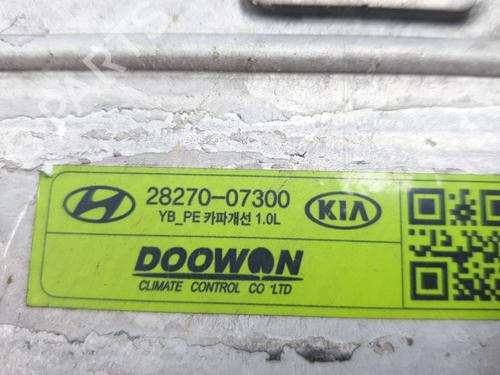 28270-07300
YB_PE 카파개선 1.0L
KIA
DOOWON
CLIMATE CONTROL CO 'LTD